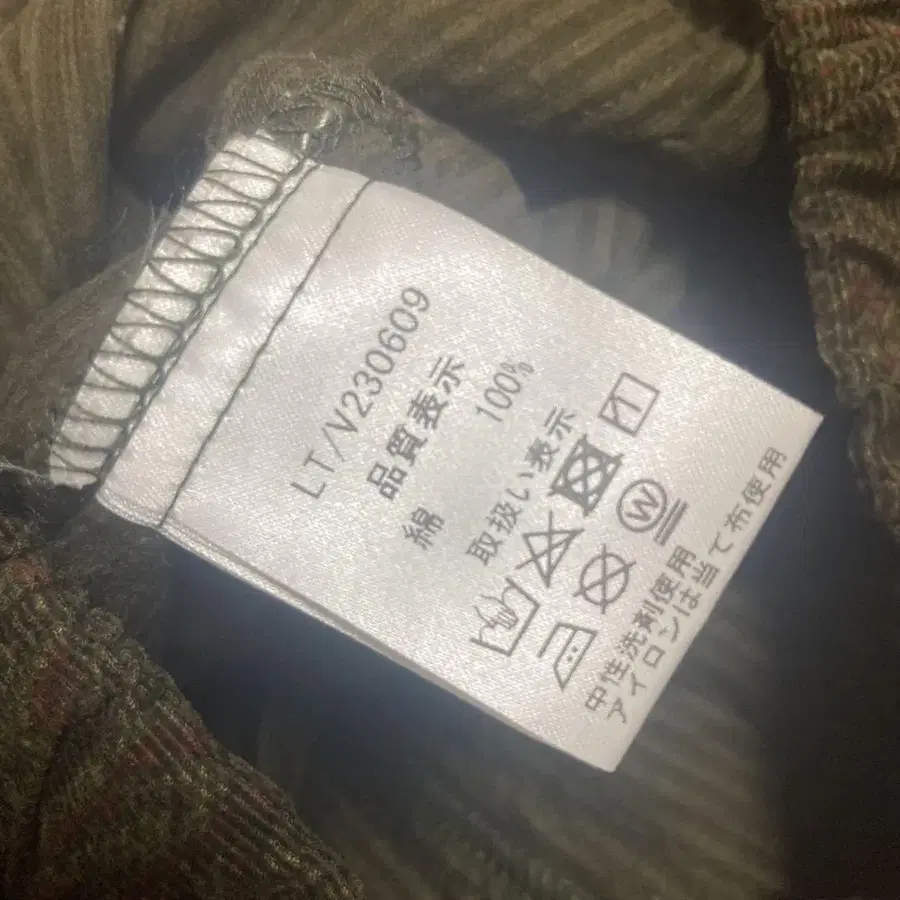 LT/V230609
品質表示
綿 100%
取扱い表示
W
中性洗剤使用
アイロンは当て布使用